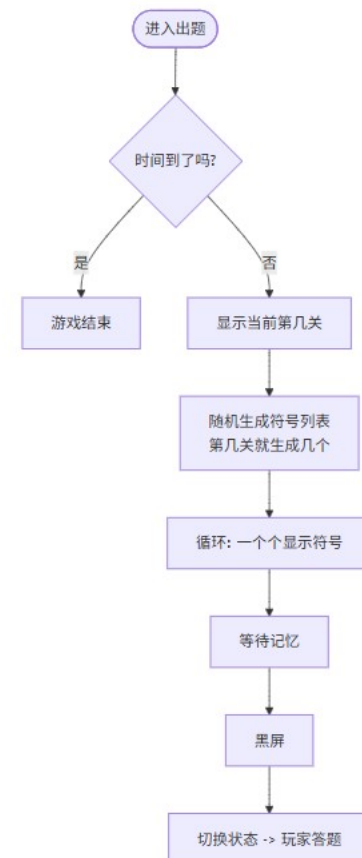 进入出题
时间到了吗?
是
否
游戏结束
显示当前第几关
随机生成符号列表
第几关就生成几个
循环: 一个个显示符号
等待记忆
黑屏
切换状态 -> 玩家答题